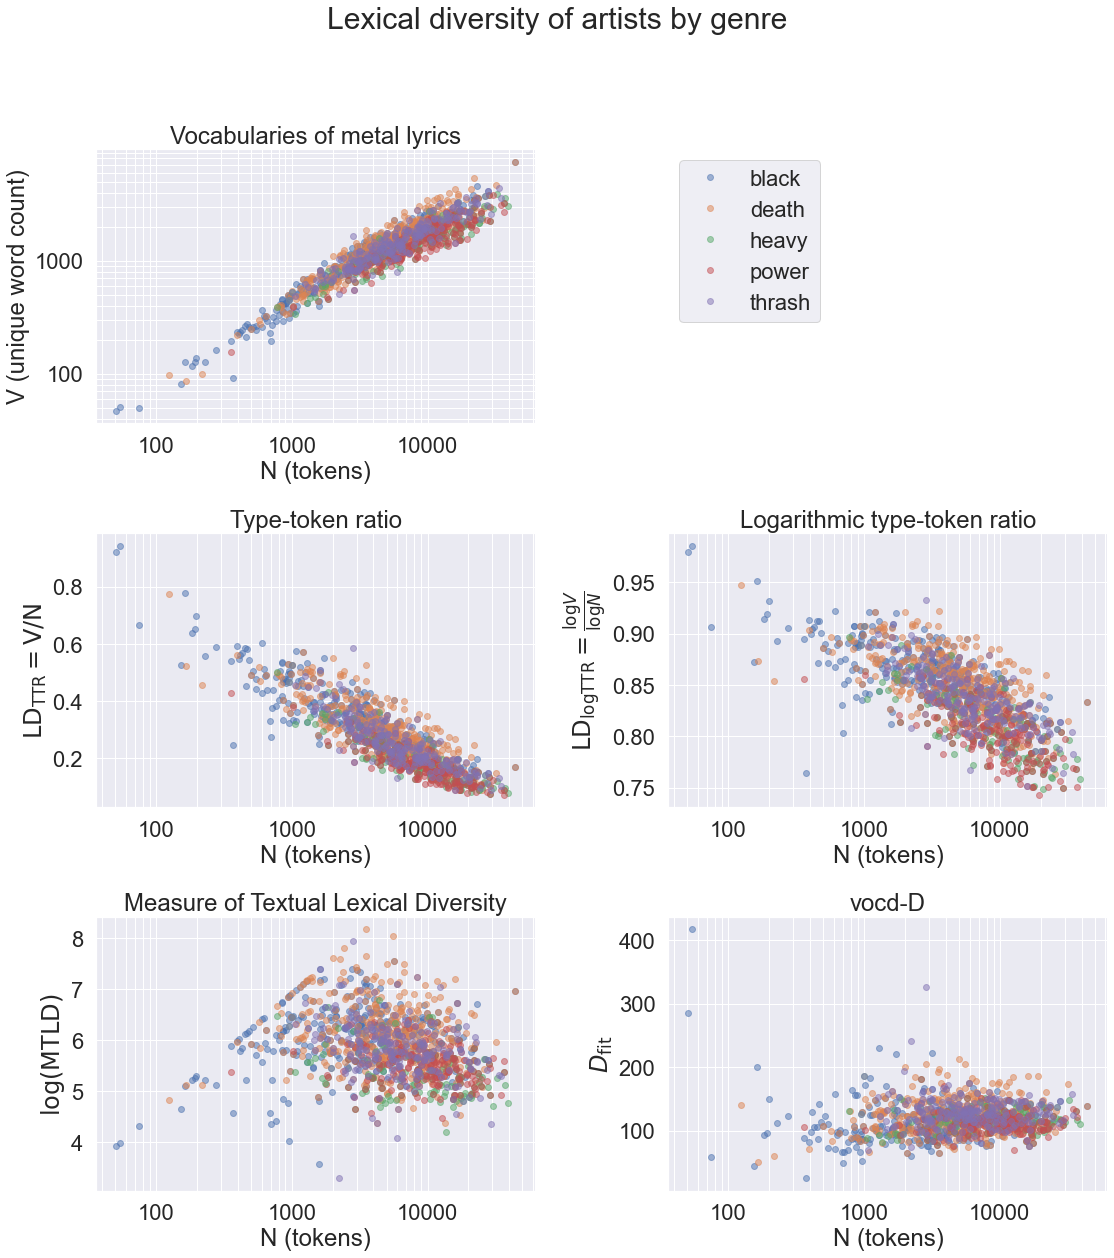 Lexical diversity of artists by genre
Vocabularies of metal lyrics
V (unique word count)
1000
100
100 1000 10000
N (tokens)
black
death
heavy
power
thrash
Type-token ratio
LD_TTR = V/N
0.8
0.6
0.4
0.2
100 1000 10000
N (tokens)
Logarithmic type-token ratio
LD_logTTR = logV/logN
0.95
0.90
0.85
0.80
0.75
100 1000 10000
N (tokens)
Measure of Textual Lexical Diversity
log(MTLD)
8
7
6
5
4
100 1000 10000
N (tokens)
vocd-D
D_fit
400
300
200
100
100 1000 10000
N (tokens)